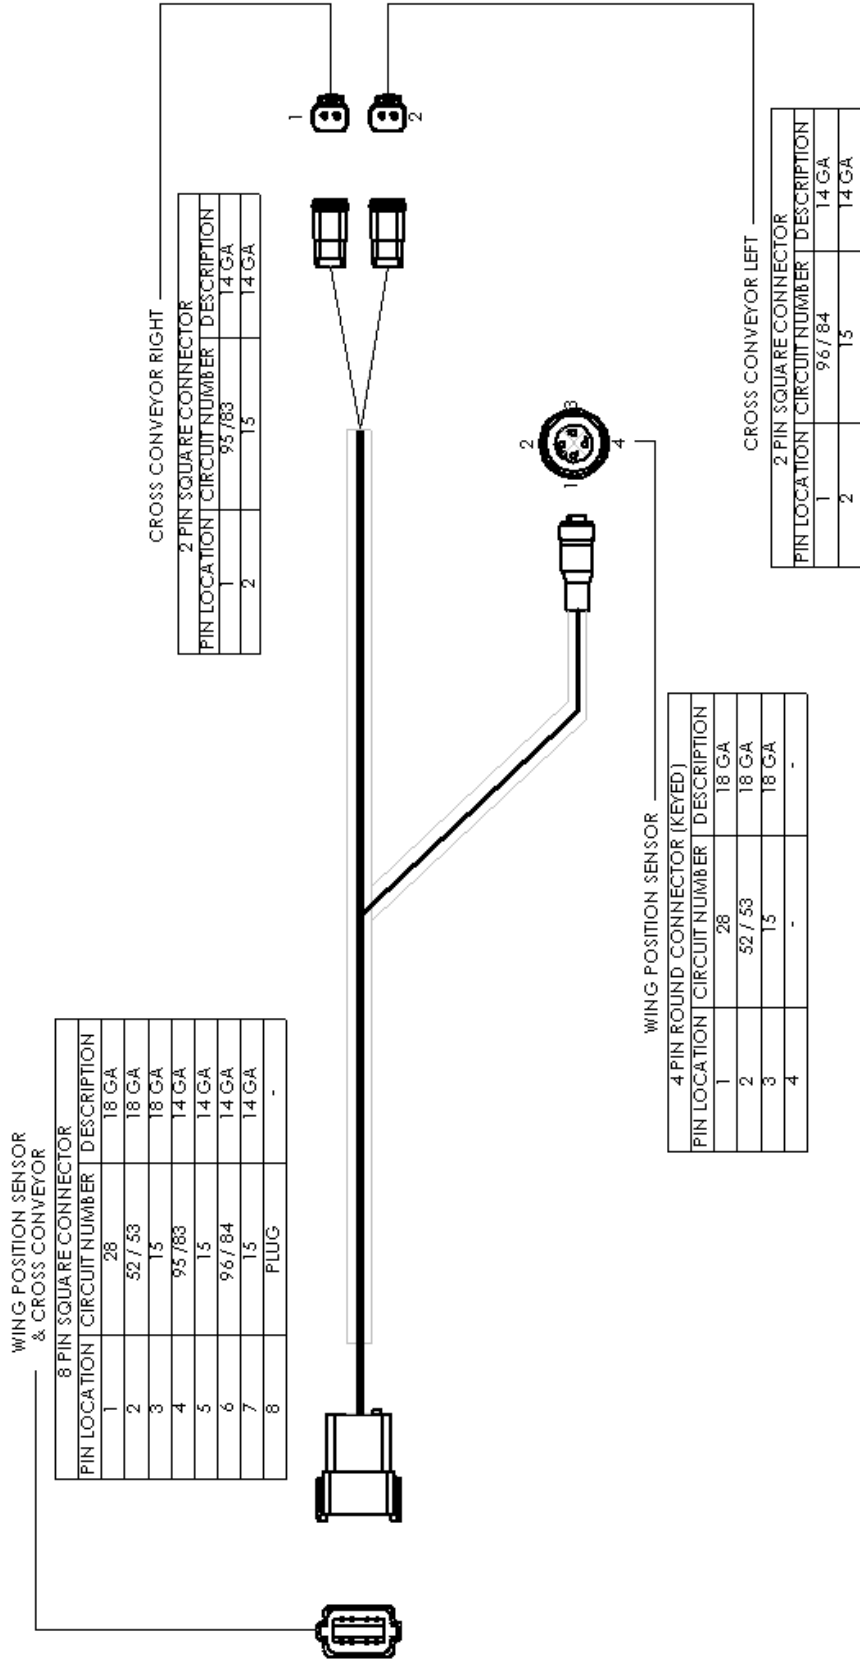 WING POSITION SENSOR
& CROSS CONVEYOR
8 PIN SQUARE CONNECTOR
PIN LOCATION CIRCUIT NUMBER DESCRIPTION
1 28 18 GA
2 52 / 53 18 GA
3 15 18 GA
4 95 /83 14 GA
5 15 14 GA
6 96 / 84 14 GA
7 15 14 GA
8 PLUG -
CROSS CONVEYOR RIGHT
2 PIN SQUARE CONNECTOR
PIN LOCATION CIRCUIT NUMBER DESCRIPTION
1 95 /83 14 GA
2 15 14 GA
1
2
2
1 3
4
WING POSITION SENSOR
4 PIN ROUND CONNECTOR (KEYED)
PIN LOCATION CIRCUIT NUMBER DESCRIPTION
1 28 18 GA
2 52 / 53 18 GA
3 15 18 GA
4 - -
CROSS CONVEYOR LEFT
2 PIN SQUARE CONNECTOR
PIN LOCATION CIRCUIT NUMBER DESCRIPTION
1 96 / 84 14 GA
2 15 14 GA